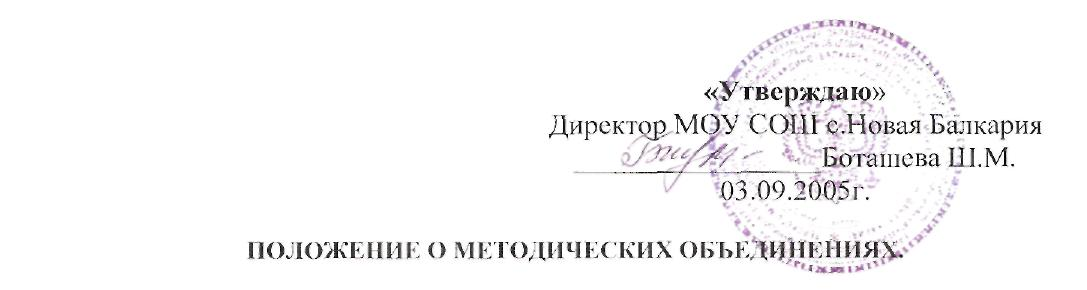 «Утверждаю»
Директор МОУ СОШ с.Новая Балкария
Боташева Ш.М.
03.09.2005г.
ПОЛОЖЕНИЕ О МЕТОДИЧЕСКИХ ОБЪЕДИНЕНИЯХ.